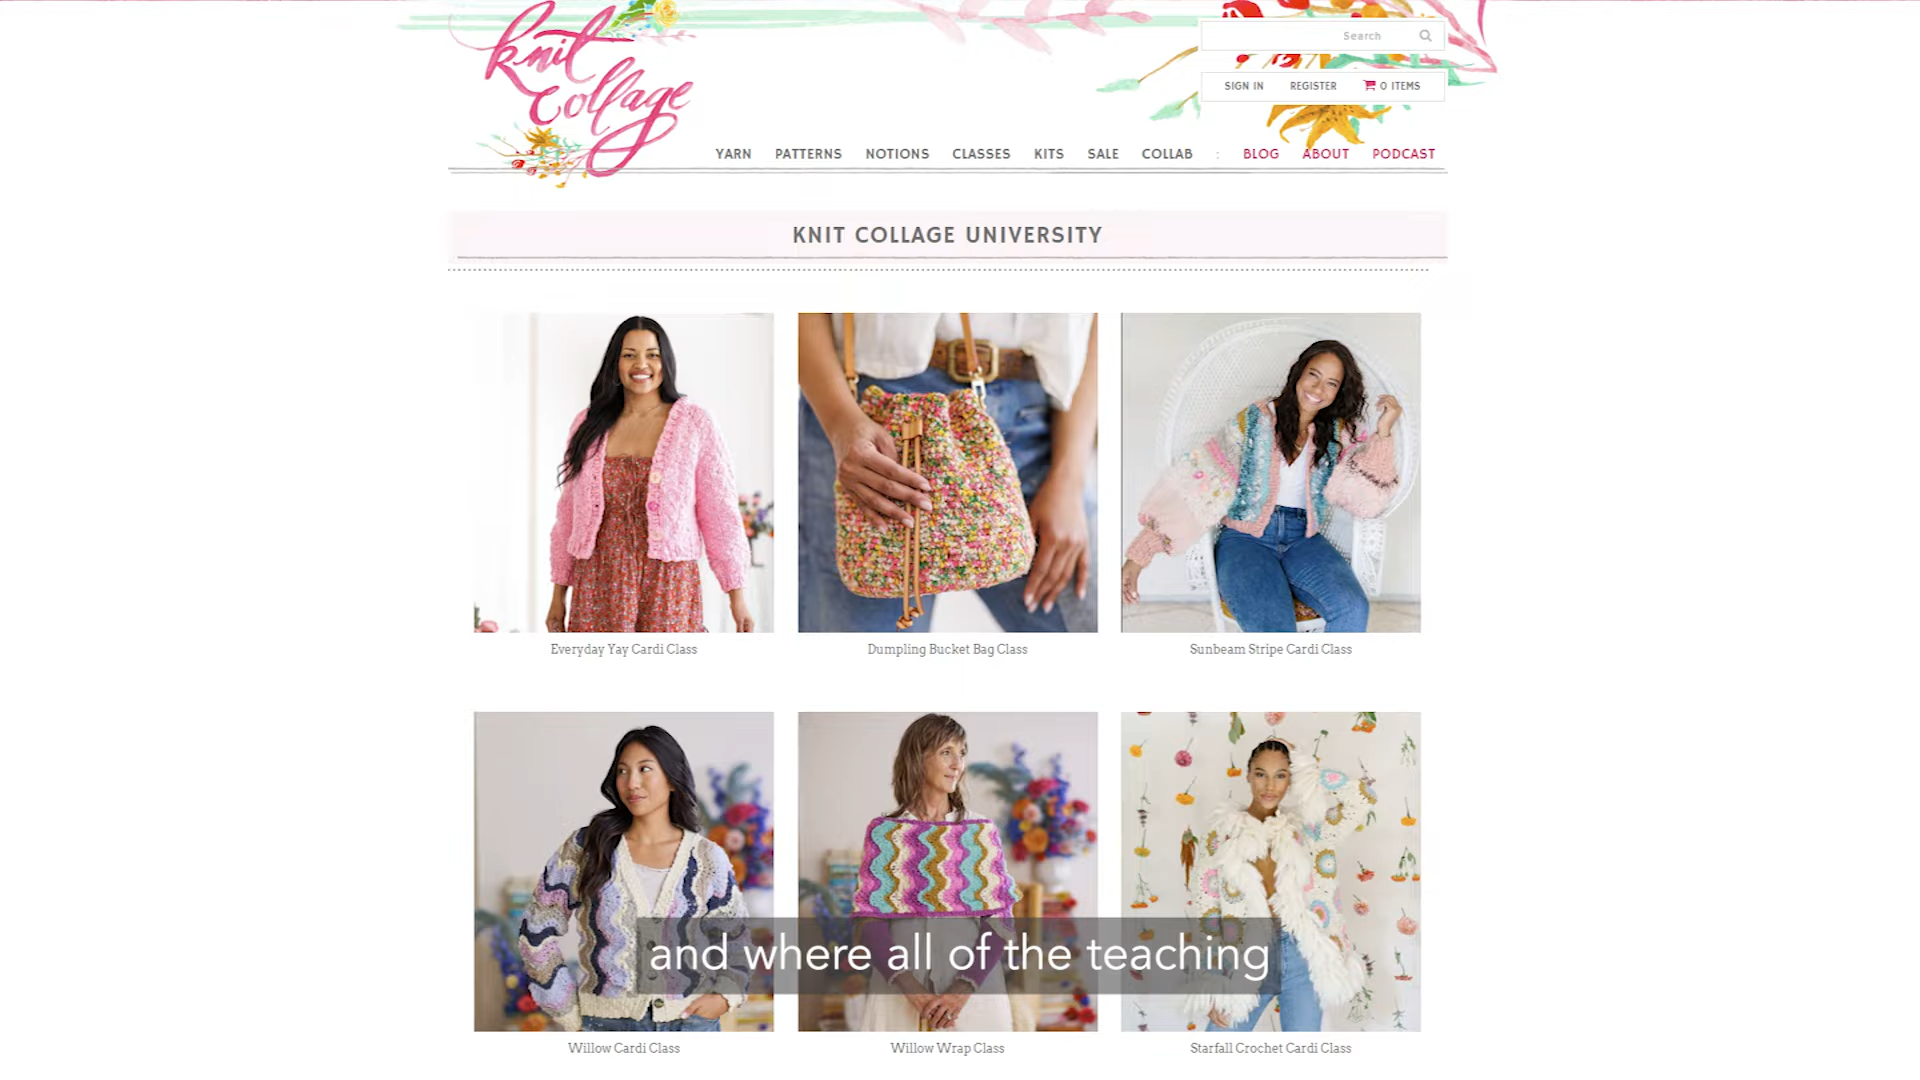 knit
collage
Search
SIGN IN REGISTER 0 ITEMS
YARN PATTERNS NOTIONS CLASSES KITS SALE COLLAB : BLOG ABOUT PODCAST
KNIT COLLAGE UNIVERSITY
Everyday Yay Cardi Class
Dumpling Bucket Bag Class
Sunbeam Stripe Cardi Class
and where all of the teaching
Willow Cardi Class
Willow Wrap Class
Starfall Crochet Cardi Class